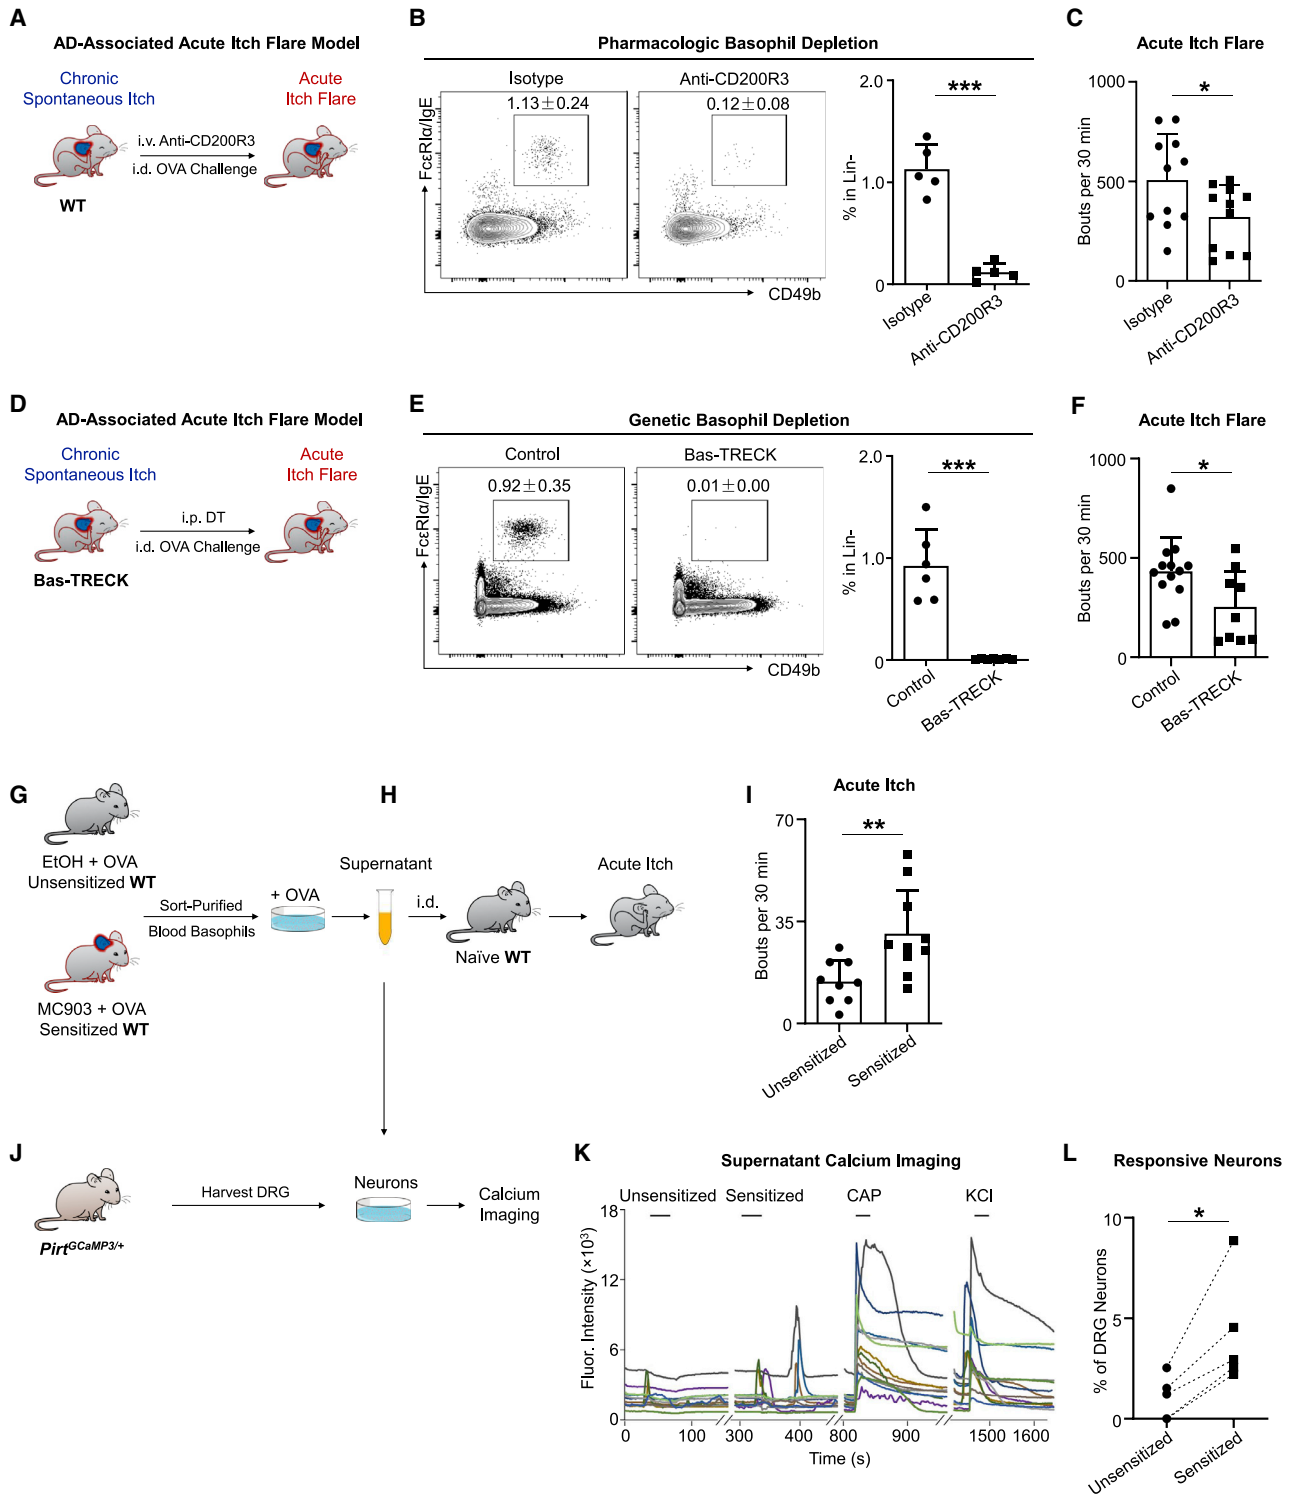 A
AD-Associated Acute Itch Flare Model
Chronic
Spontaneous Itch
Acute
Itch Flare
i.v. Anti-CD200R3
i.d. OVA Challenge
WT
B
Pharmacologic Basophil Depletion
Isotype
Anti-CD200R3
1.13±0.24
0.12±0.08
FcεRIα/IgE
CD49b
% in Lin-
2.0
1.0
0
***
Isotype
Anti-CD200R3
C
Acute Itch Flare
Bouts per 30 min
1000
500
0
*
Isotype
Anti-CD200R3
D
AD-Associated Acute Itch Flare Model
Chronic
Spontaneous Itch
Acute
Itch Flare
i.p. DT
i.d. OVA Challenge
Bas-TRECK
E
Genetic Basophil Depletion
Control
Bas-TRECK
0.92±0.35
0.01±0.00
FcεRIα/IgE
CD49b
% in Lin-
2.0
1.0
0
***
Control
Bas-TRECK
F
Acute Itch Flare
Bouts per 30 min
1000
500
0
*
Control
Bas-TRECK
G
EtOH + OVA
Unsensitized WT
MC903 + OVA
Sensitized WT
Sort-Purified
Blood Basophils
+ OVA
Supernatant
H
i.d.
Naïve WT
Acute Itch
I
Acute Itch
Bouts per 30 min
70
35
0
**
Unsensitized
Sensitized
J
PirtGCaMP3/+
Harvest DRG
Neurons
Calcium
Imaging
K
Supernatant Calcium Imaging
Unsensitized
Sensitized
CAP
KCl
Fluor. Intensity (×10³)
18
12
6
0
0
100
300
400
800
900
1500
1600
Time (s)
L
Responsive Neurons
% of DRG Neurons
10
5
0
*
Unsensitized
Sensitized